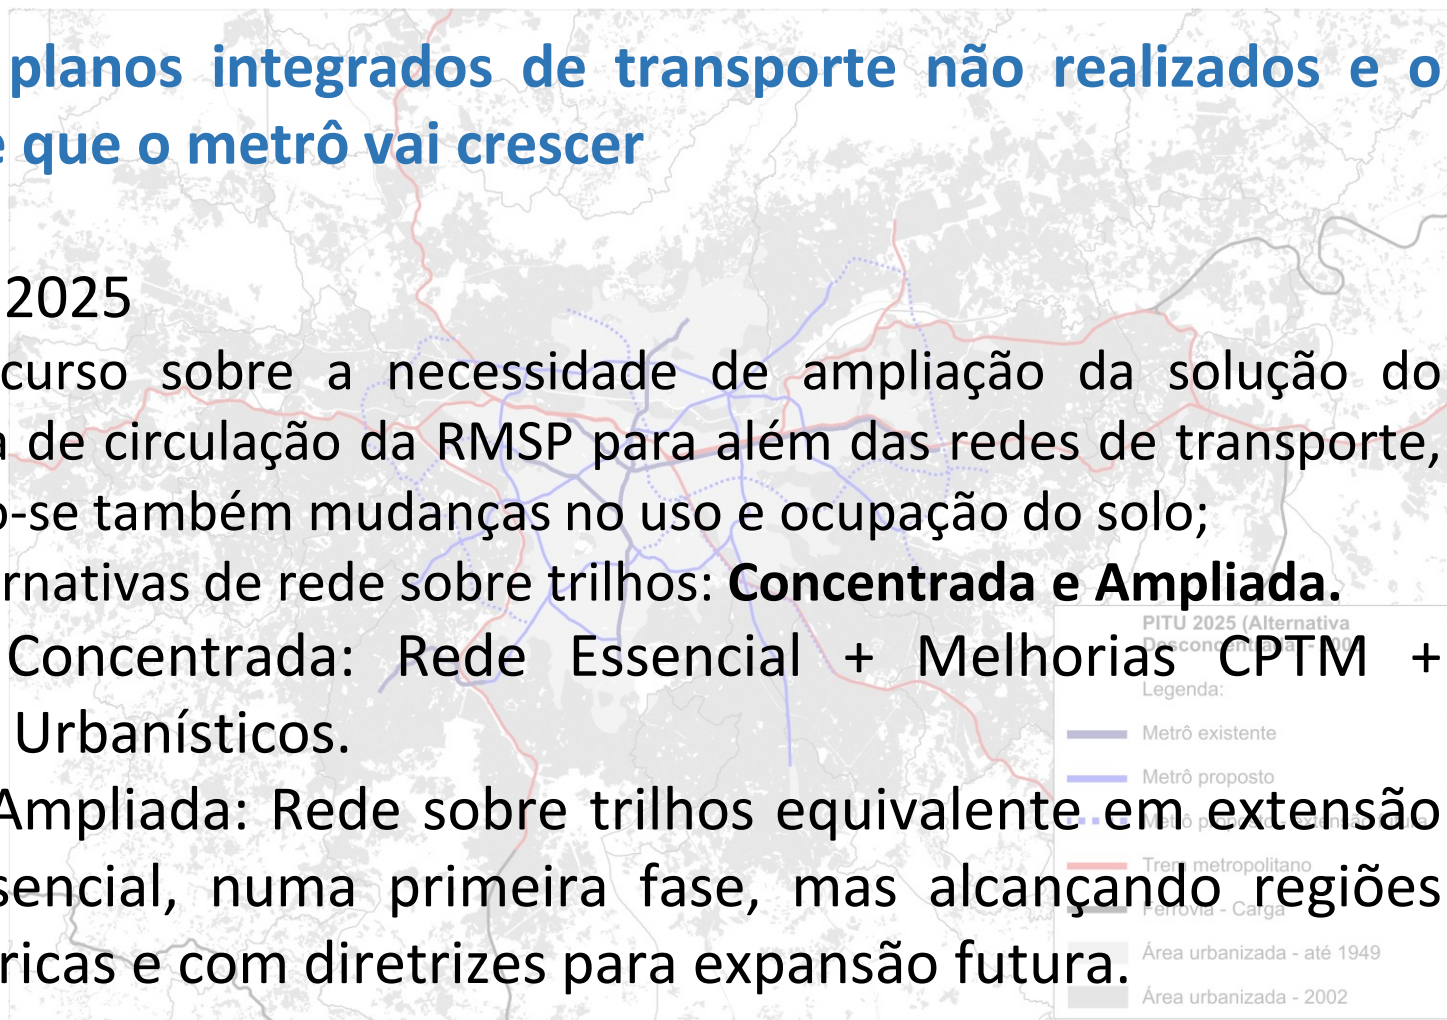 planos integrados de transporte não realizados e o
que o metrô vai crescer
2025
curso sobre a necessidade de ampliação da solução do
de circulação da RMSP para além das redes de transporte,
o-se também mudanças no uso e ocupação do solo;
rnativas de rede sobre trilhos: Concentrada e Ampliada.
Concentrada: Rede Essencial + Melhorias CPTM +
Urbanísticos.
Ampliada: Rede sobre trilhos equivalente em extensão
sencial, numa primeira fase, mas alcançando regiões
ricas e com diretrizes para expansão futura.
PITU 2025 (Alternativa
Legenda:
Metrô existente
Metrô proposto
Metrô proposto - extensão futura
Trem metropolitano
Ferrovia - Carga
Área urbanizada - até 1949
Área urbanizada - 2002